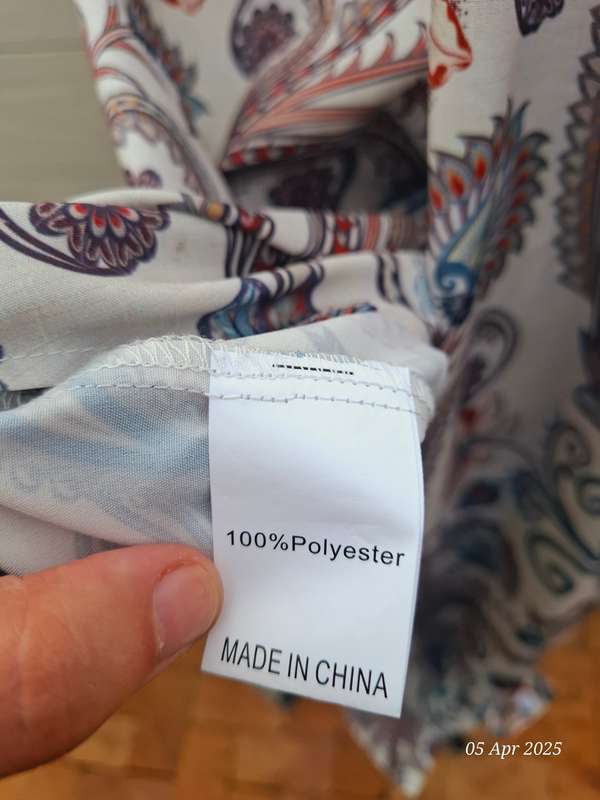 100%Polyester
MADE IN CHINA
05 Apr 2025